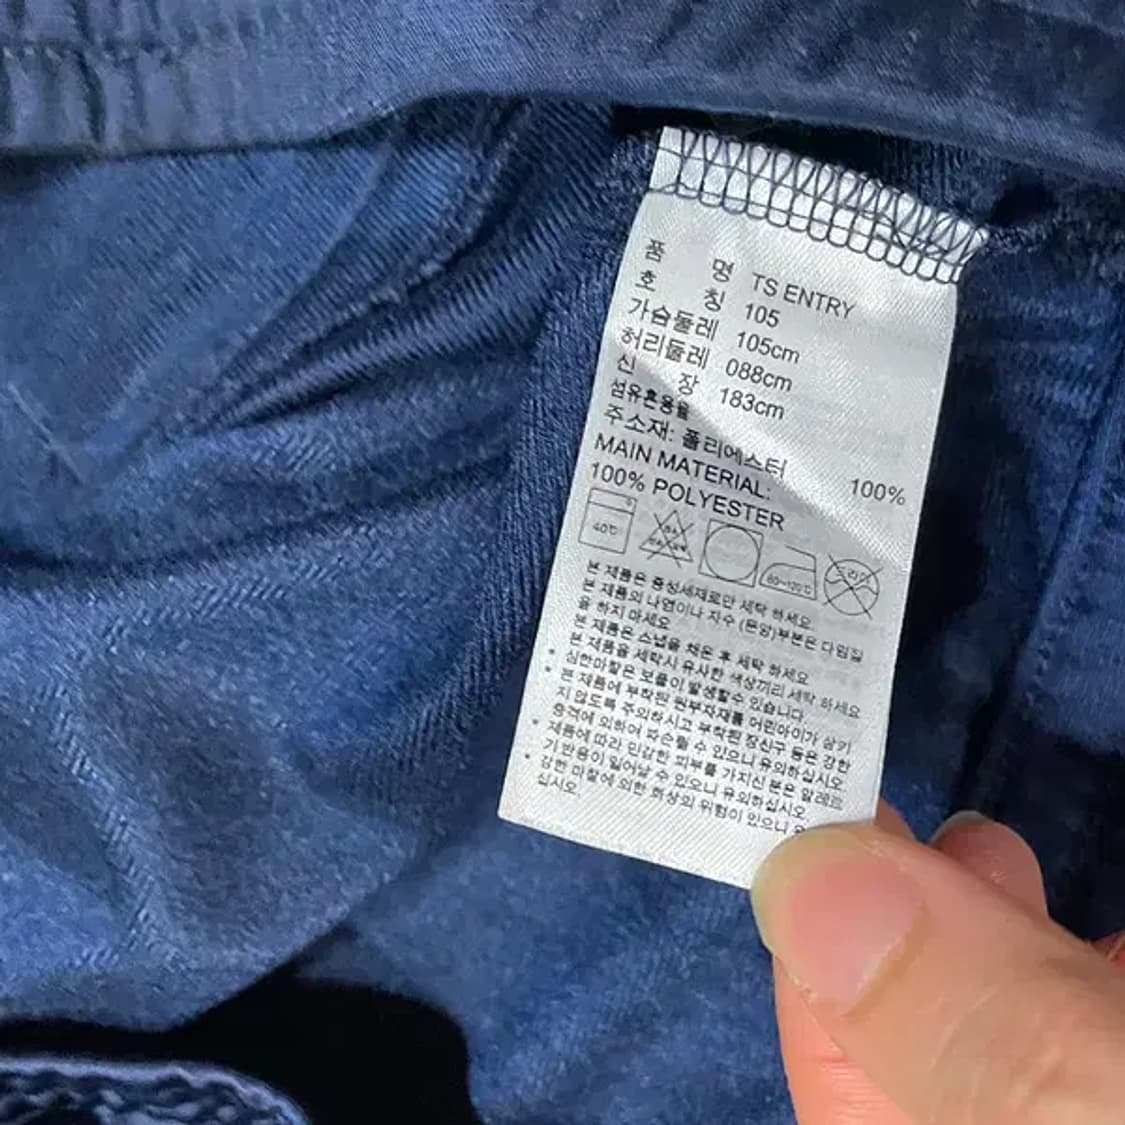 품 명 TS ENTRY
호 칭 105
가슴둘레 105cm
허리둘레 088cm
신 장 183cm
섬유혼용율
주소재: 폴리에스터 100%
MAIN MATERIAL:
100% POLYESTER
40℃ 80~120℃ 드라이
본 제품은 중성세제로만 세탁 하세요
본 제품의 나염이나 자수 (문양)부분은 다림질
을 하지 마세요
본 제품은 스냅을 채운 후 세탁 하세요
본 제품을 세탁시 유사한 색상끼리 세탁 하세요
* 심한마찰은 보풀이 발생할수 있습니다.
* 본 제품에 부착된 원부자재를 어린아이가 삼키
지 않도록 주의하시고 부착된 장신구 등은 강한
충격에 의하여 파손될 수 있으니 유의하십시오.
* 제품에 따라 민감한 피부를 가지신 분은 알레르
기 반응이 일어날 수 있으니 유의하십시오
* 강한 마찰에 의한 화상의 위험이 있으니
십시오.